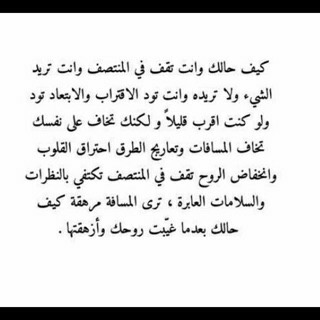 كيف حالك وانت تقف في المنتصف وانت تريد
الشيء ولا تريده وانت تود الاقتراب والابتعاد تود
ولو كنت اقرب قليلاً و لكنك تخاف على نفسك
تخاف المسافات وتعاريج الطرق احتراق القلوب
وانخفاض الروح تقف في المنتصف تكتفي بالنظرات
والسلامات العابرة ، ترى المسافة مرهقة كيف
حالك بعدما غيّبت روحك وأزهقتها .